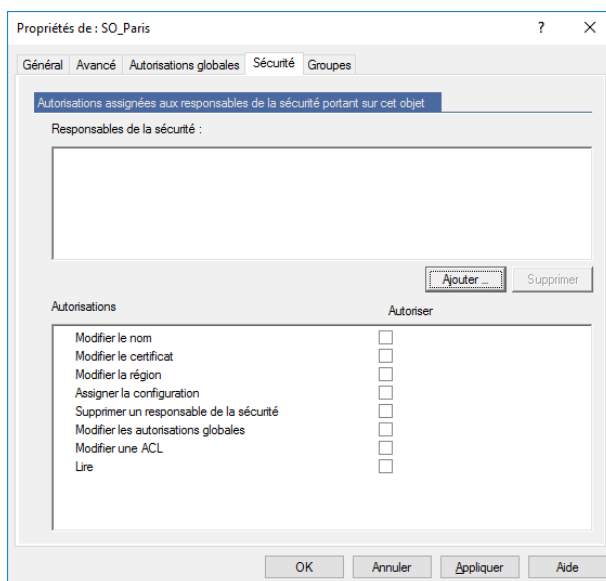 Propriétés de : SO_Paris ?
Général Avancé Autorisations globales Sécurité Groupes
Autorisations assignées aux responsables de la sécurité portant sur cet objet
Responsables de la sécurité :
Ajouter ... Supprimer
Autorisations Autoriser
Modifier le nom
Modifier le certificat
Modifier la région
Assigner la configuration
Supprimer un responsable de la sécurité
Modifier les autorisations globales
Modifier une ACL
Lire
OK Annuler Appliquer Aide